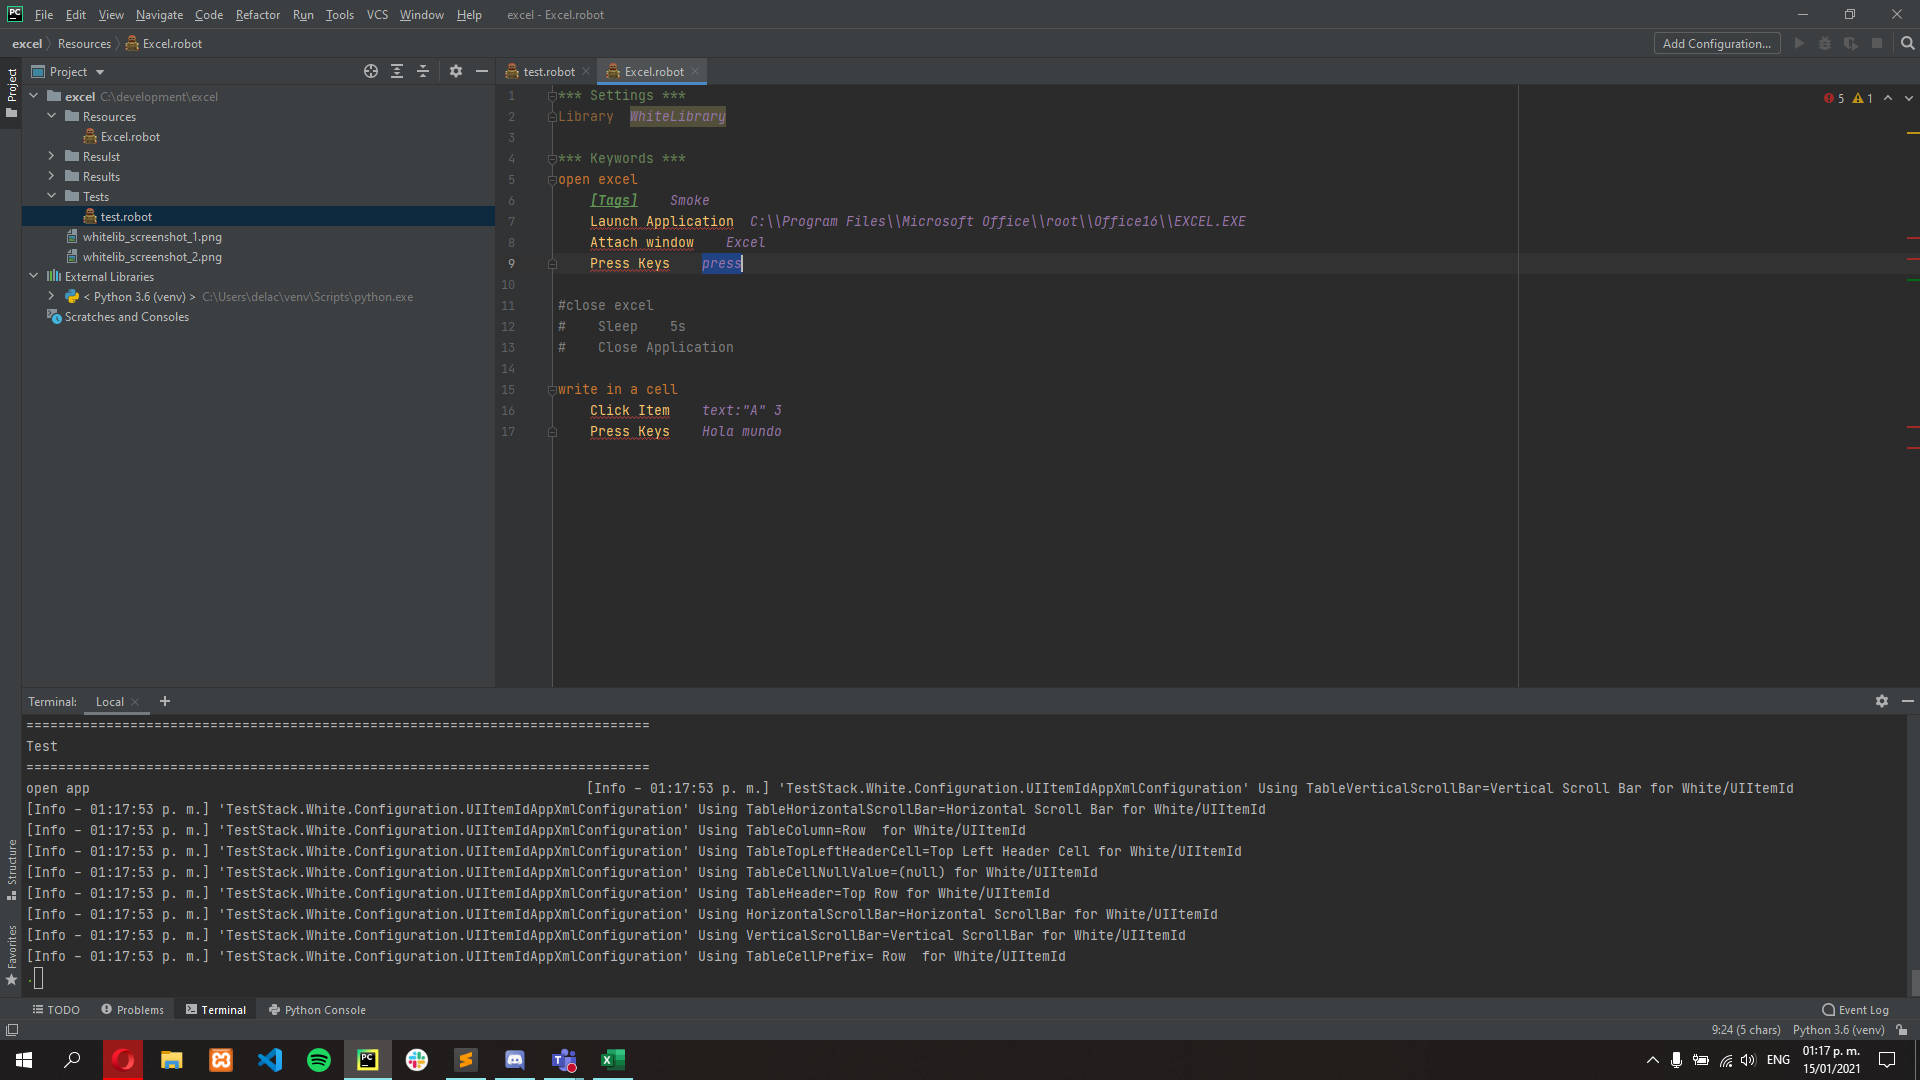 File Edit View Navigate Code Refactor Run Tools VCS Window Help excel - Excel.robot
excel Resources Excel.robot Add Configuration...
Project
Project
test.robot
Excel.robot
excel C:\development\excel
Resources
Excel.robot
Resulst
Results
Tests
test.robot
whitelib_screenshot_1.png
whitelib_screenshot_2.png
External Libraries
< Python 3.6 (venv) > C:\Users\delac\venv\Scripts\python.exe
Scratches and Consoles
5 1
1 *** Settings ***
2 Library WhiteLibrary
3
4 *** Keywords ***
5 open excel
6 [Tags] Smoke
7 Launch Application C:\\Program Files\\Microsoft Office\\root\\Office16\\EXCEL.EXE
8 Attach window Excel
9 Press Keys press
10
11 #close excel
12 # Sleep 5s
13 # Close Application
14
15 write in a cell
16 Click Item text:"A" 3
17 Press Keys Hola mundo
Terminal: Local
==============================================================================
Test
==============================================================================
open app [Info - 01:17:53 p. m.] 'TestStack.White.Configuration.UIItemIdAppXmlConfiguration' Using TableVerticalScrollBar=Vertical Scroll Bar for White/UIItemId
[Info - 01:17:53 p. m.] 'TestStack.White.Configuration.UIItemIdAppXmlConfiguration' Using TableHorizontalScrollBar=Horizontal Scroll Bar for White/UIItemId
[Info - 01:17:53 p. m.] 'TestStack.White.Configuration.UIItemIdAppXmlConfiguration' Using TableColumn=Row  for White/UIItemId
[Info - 01:17:53 p. m.] 'TestStack.White.Configuration.UIItemIdAppXmlConfiguration' Using TableTopLeftHeaderCell=Top Left Header Cell for White/UIItemId
[Info - 01:17:53 p. m.] 'TestStack.White.Configuration.UIItemIdAppXmlConfiguration' Using TableCellNullValue=(null) for White/UIItemId
[Info - 01:17:53 p. m.] 'TestStack.White.Configuration.UIItemIdAppXmlConfiguration' Using TableHeader=Top Row for White/UIItemId
[Info - 01:17:53 p. m.] 'TestStack.White.Configuration.UIItemIdAppXmlConfiguration' Using HorizontalScrollBar=Horizontal ScrollBar for White/UIItemId
[Info - 01:17:53 p. m.] 'TestStack.White.Configuration.UIItemIdAppXmlConfiguration' Using VerticalScrollBar=Vertical ScrollBar for White/UIItemId
[Info - 01:17:53 p. m.] 'TestStack.White.Configuration.UIItemIdAppXmlConfiguration' Using TableCellPrefix= Row  for White/UIItemId
.
Structure
Favorites
TODO Problems Terminal Python Console Event Log
9:24 (5 chars) Python 3.6 (venv)
ENG
01:17 p. m.
15/01/2021